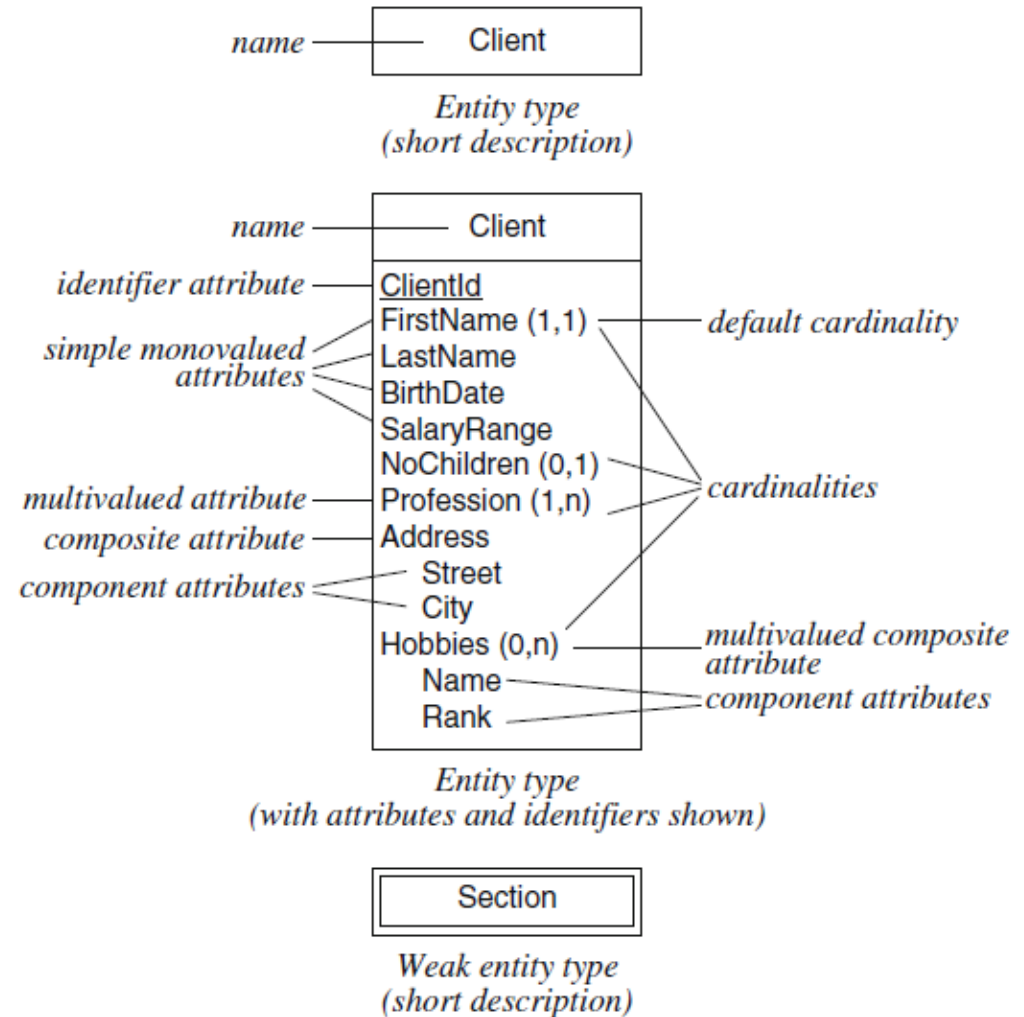 name
Client
Entity type
(short description)
name
Client
identifier attribute
ClientId
simple monovalued
attributes
FirstName (1,1)
default cardinality
LastName
BirthDate
SalaryRange
NoChildren (0,1)
cardinalities
multivalued attribute
Profession (1,n)
composite attribute
Address
component attributes
Street
City
Hobbies (0,n)
multivalued composite
attribute
Name
Rank
component attributes
Entity type
(with attributes and identifiers shown)
Section
Weak entity type
(short description)